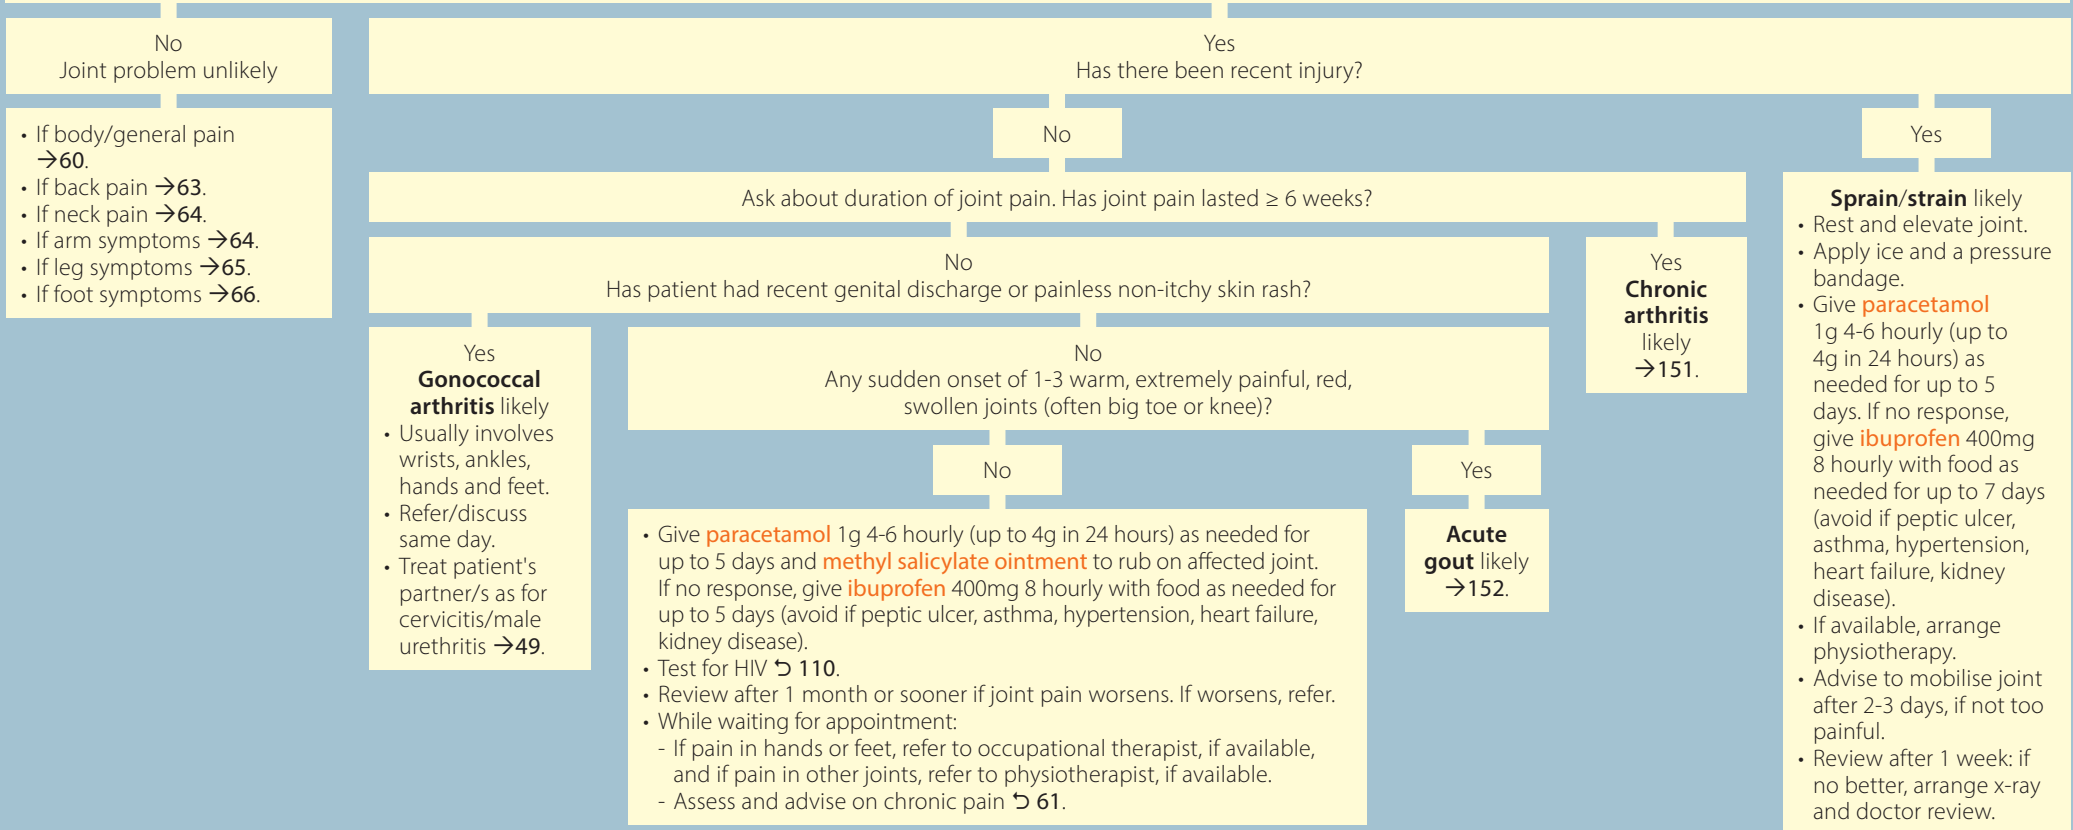 No
Joint problem unlikely
• If body/general pain
→60.
• If back pain →63.
• If neck pain →64.
• If arm symptoms →64.
• If leg symptoms →65.
• If foot symptoms →66.
Yes
Has there been recent injury?
No
Ask about duration of joint pain. Has joint pain lasted ≥ 6 weeks?
No
Has patient had recent genital discharge or painless non-itchy skin rash?
Yes
Gonococcal
arthritis likely
• Usually involves
wrists, ankles,
hands and feet.
• Refer/discuss
same day.
• Treat patient's
partner/s as for
cervicitis/male
urethritis →49.
No
Any sudden onset of 1-3 warm, extremely painful, red,
swollen joints (often big toe or knee)?
No
• Give paracetamol 1g 4-6 hourly (up to 4g in 24 hours) as needed for
up to 5 days and methyl salicylate ointment to rub on affected joint.
If no response, give ibuprofen 400mg 8 hourly with food as needed for
up to 5 days (avoid if peptic ulcer, asthma, hypertension, heart failure,
kidney disease).
• Test for HIV ⮌ 110.
• Review after 1 month or sooner if joint pain worsens. If worsens, refer.
• While waiting for appointment:
- If pain in hands or feet, refer to occupational therapist, if available,
and if pain in other joints, refer to physiotherapist, if available.
- Assess and advise on chronic pain ⮌ 61.
Yes
Acute
gout likely
→152.
Yes
Chronic
arthritis
likely
→151.
Yes
Sprain/strain likely
• Rest and elevate joint.
• Apply ice and a pressure
bandage.
• Give paracetamol
1g 4-6 hourly (up to
4g in 24 hours) as
needed for up to 5
days. If no response,
give ibuprofen 400mg
8 hourly with food as
needed for up to 7 days
(avoid if peptic ulcer,
asthma, hypertension,
heart failure, kidney
disease).
• If available, arrange
physiotherapy.
• Advise to mobilise joint
after 2-3 days, if not too
painful.
• Review after 1 week: if
no better, arrange x-ray
and doctor review.